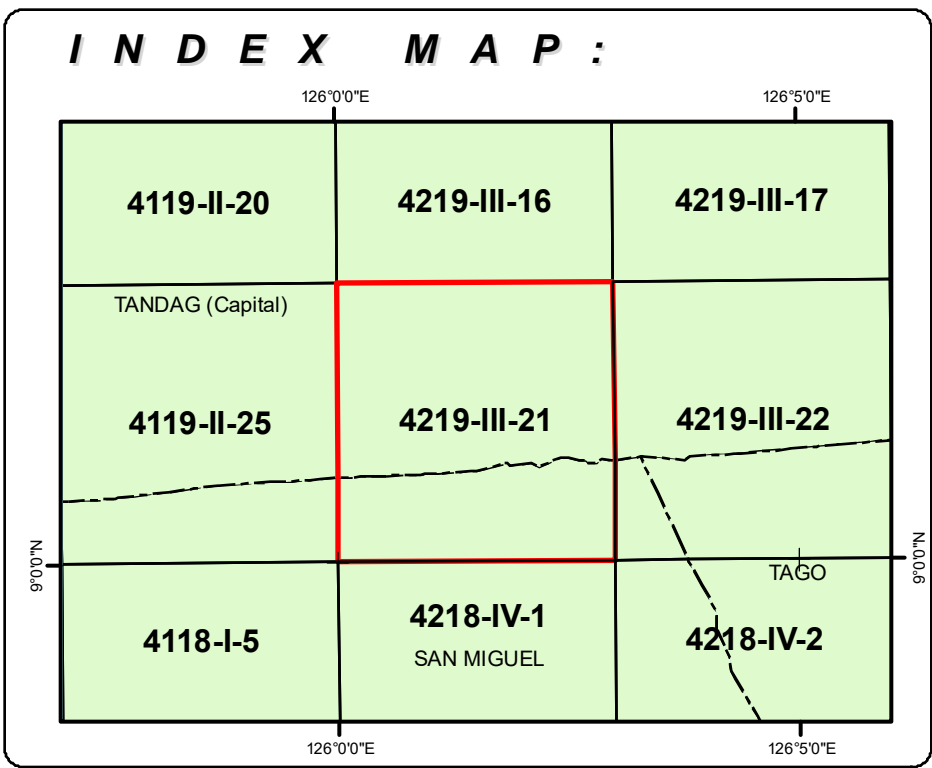 INDEX MAP:
126°0'0"E 126°5'0"E
4119-II-20 4219-III-16 4219-III-17
TANDAG (Capital)
4119-II-25 4219-III-21 4219-III-22
9°0'0"N 9°0'0"N
TAGO
4118-I-5 4218-IV-1 4218-IV-2
SAN MIGUEL
126°0'0"E 126°5'0"E